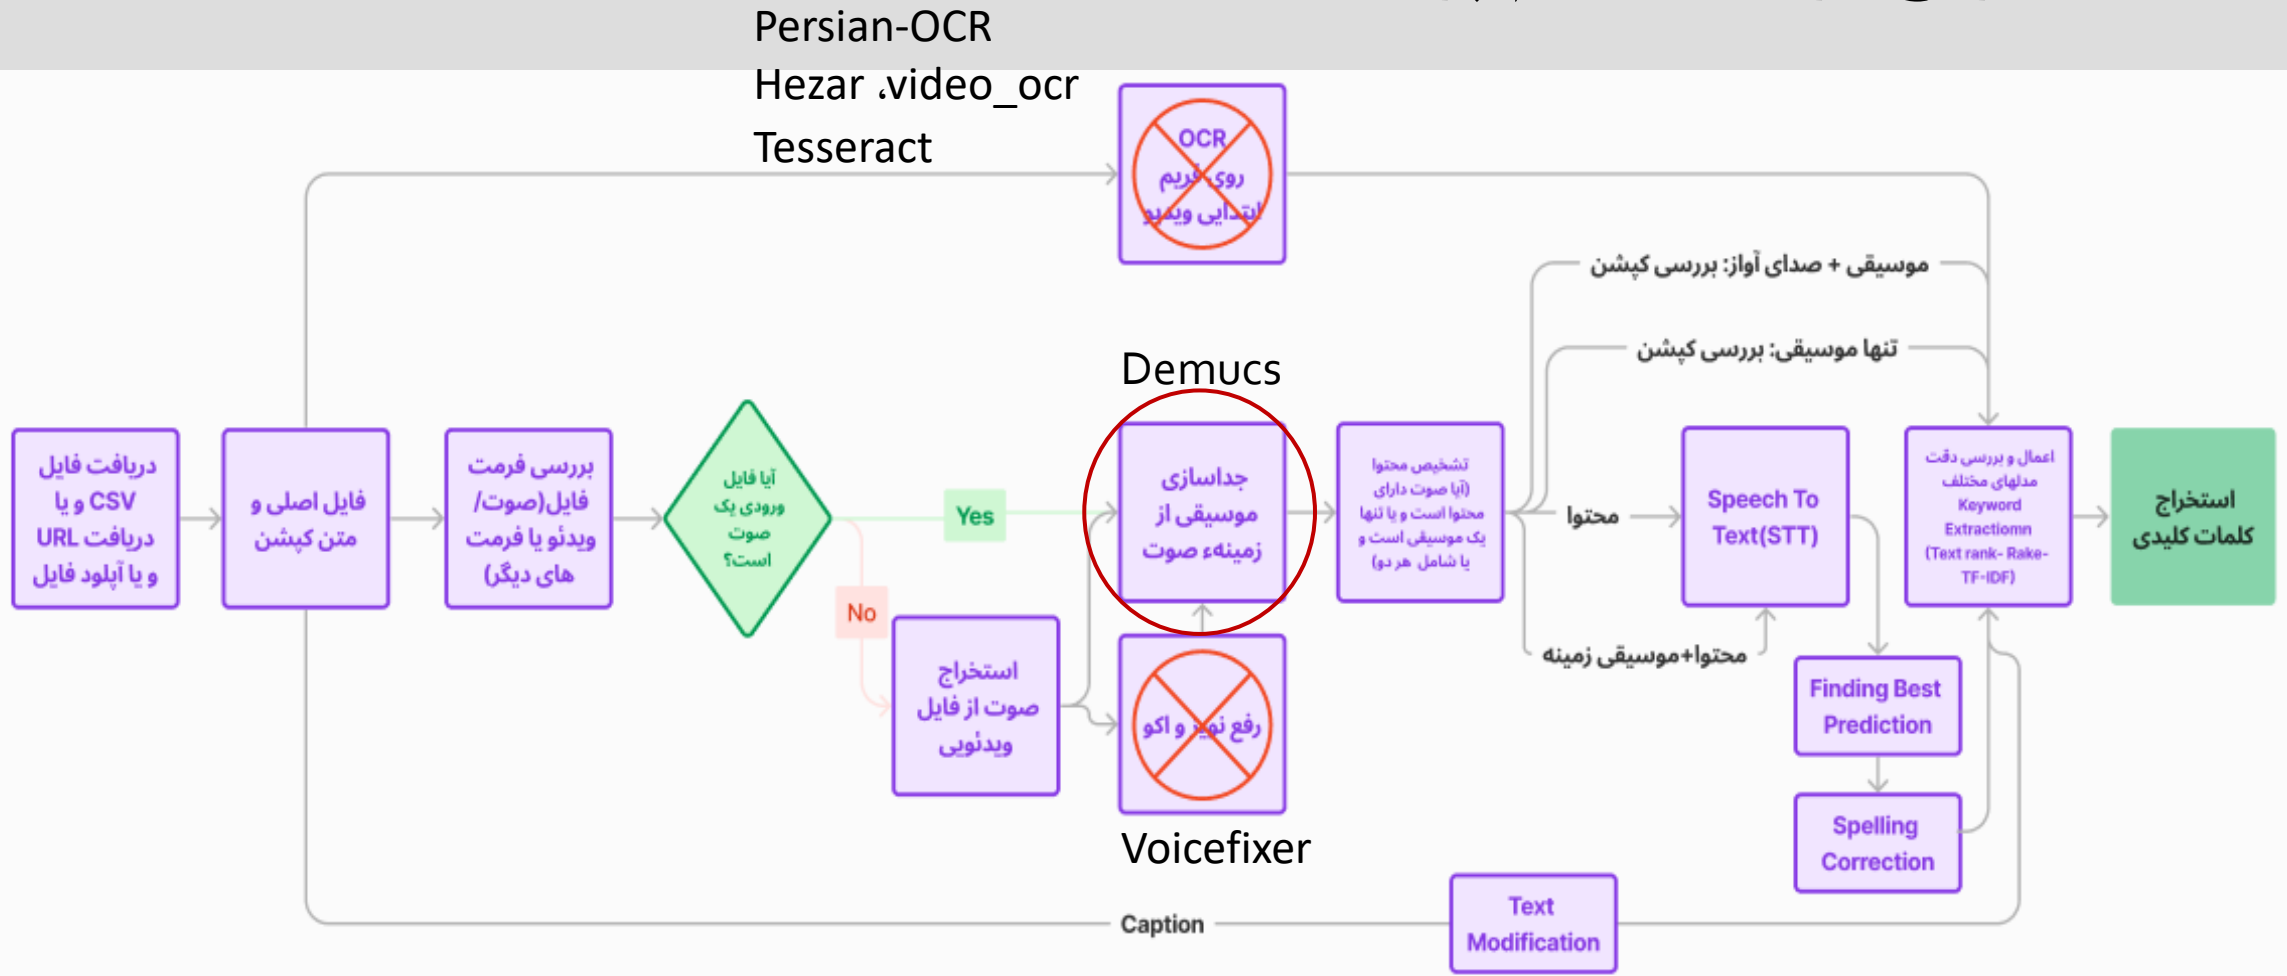 Persian-OCR
Hezar ،video_ocr
Tesseract
OCR
روی فریم
ابتدایی ویدیو
موسیقی + صدای آواز: بررسی کپشن
تنها موسیقی: بررسی کپشن
Demucs
دریافت فایل
CSV و یا
دریافت URL
و یا آپلود فایل
فایل اصلی و
متن کپشن
بررسی فرمت
فایل(صوت/
ویدئو یا فرمت
های دیگر)
آیا فایل
ورودی یک
صوت
است؟
Yes
No
استخراج
صوت از فایل
ویدئویی
جداسازی
موسیقی از
زمینهء صوت
رفع نویز و اکو
Voicefixer
تشخیص محتوا
(آیا صوت دارای
محتوا است و یا تنها
یک موسیقی است و
یا شامل هر دو)
محتوا
محتوا+موسیقی زمینه
Speech To
Text(STT)
Finding Best
Prediction
Spelling
Correction
اعمال و بررسی دقت
مدلهای مختلف
Keyword
Extractiomn
(Text rank- Rake-
TF-IDF)
استخراج
کلمات کلیدی
Caption
Text
Modification